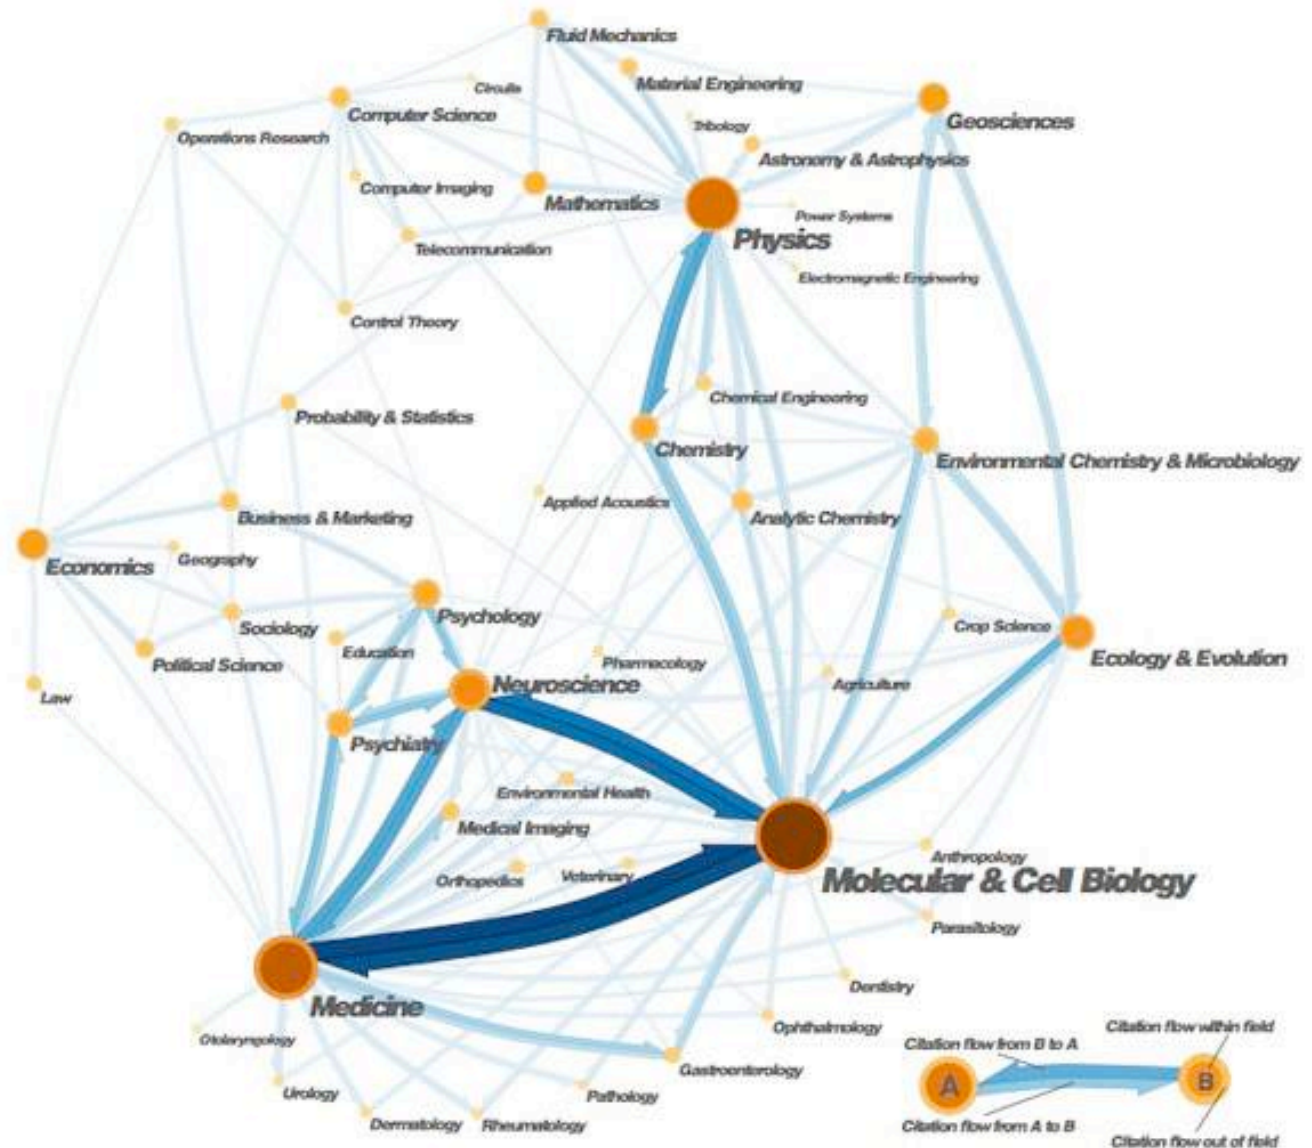 Fluid Mechanics
Material Engineering
Circuits
Computer Science
Geosciences
Operations Research
Tribology
Astronomy & Astrophysics
Computer Imaging
Mathematics
Power Systems
Physics
Telecommunication
Electromagnetic Engineering
Control Theory
Chemical Engineering
Probability & Statistics
Chemistry
Environmental Chemistry & Microbiology
Applied Acoustics
Analytic Chemistry
Business & Marketing
Geography
Economics
Psychology
Sociology
Crop Science
Education
Political Science
Pharmacology
Ecology & Evolution
Neuroscience
Agriculture
Law
Psychiatry
Environmental Health
Medical Imaging
Anthropology
Orthopedics
Veterinary
Molecular & Cell Biology
Parasitology
Dentistry
Medicine
Ophthalmology
Citation flow within field
Otolaryngology
Citation flow from B to A
Gastroenterology
A
B
Urology
Pathology
Dermatology
Rheumatology
Citation flow from A to B
Citation flow out of field